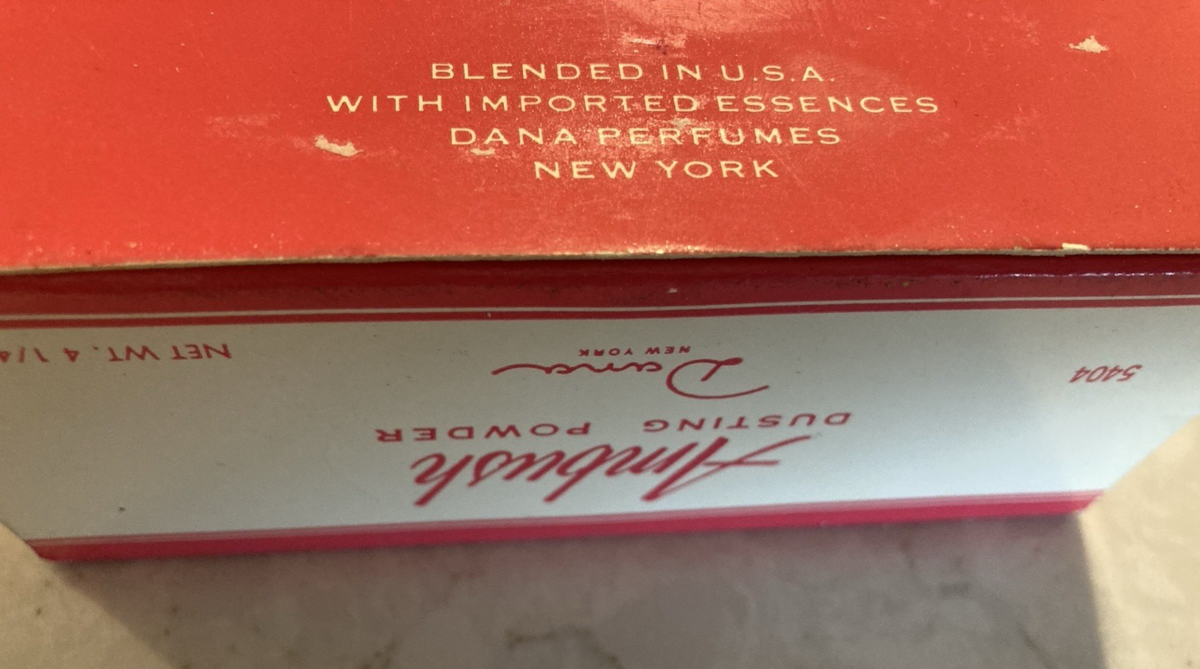 BLENDED IN U.S.A.
WITH IMPORTED ESSENCES
DANA PERFUMES
NEW YORK
Ambush
DUSTING POWDER
5404
Dana
NEW YORK
NET WT. 4 1/4